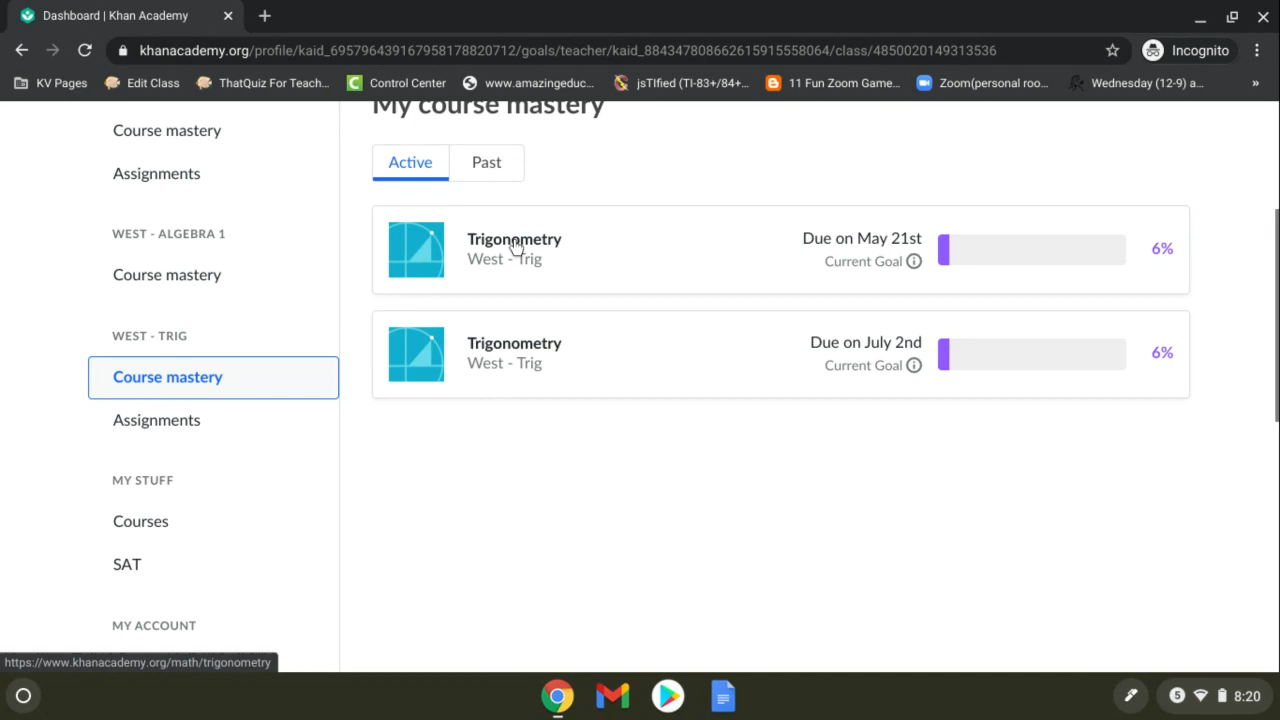 Dashboard | Khan Academy
khanacademy.org/profile/kaid_695796439167958178820712/goals/teacher/kaid_884347808662615915558064/class/4850020149313536
Incognito
KV Pages
Edit Class
ThatQuiz For Teach...
Control Center
www.amazingeduc...
jsTIfied (TI-83+/84+...
11 Fun Zoom Game...
Zoom(personal roo...
Wednesday (12-9) a...
»
My course mastery
Course mastery
Assignments
WEST - ALGEBRA 1
Course mastery
WEST - TRIG
Course mastery
Assignments
MY STUFF
Courses
SAT
MY ACCOUNT
Active
Past
Trigonometry
West - Trig
Due on May 21st
Current Goal
6%
Trigonometry
West - Trig
Due on July 2nd
Current Goal
6%
https://www.khanacademy.org/math/trigonometry
5
8:20